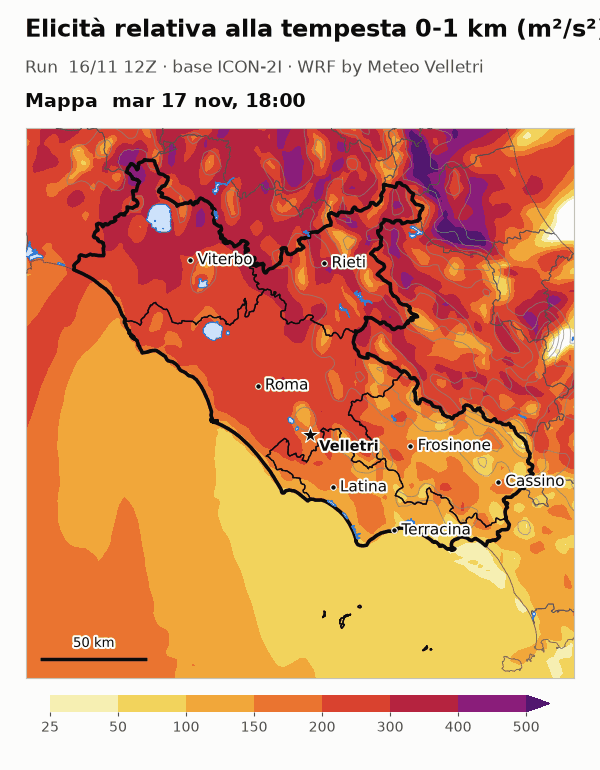 Elicità relativa alla tempesta 0-1 km (m²/s²)
Run 16/11 12Z · base ICON-2I · WRF by Meteo Velletri
Mappa mar 17 nov, 18:00
Viterbo
Rieti
Roma
Velletri
Frosinone
Cassino
Latina
Terracina
50 km
25 50 100 150 200 300 400 500